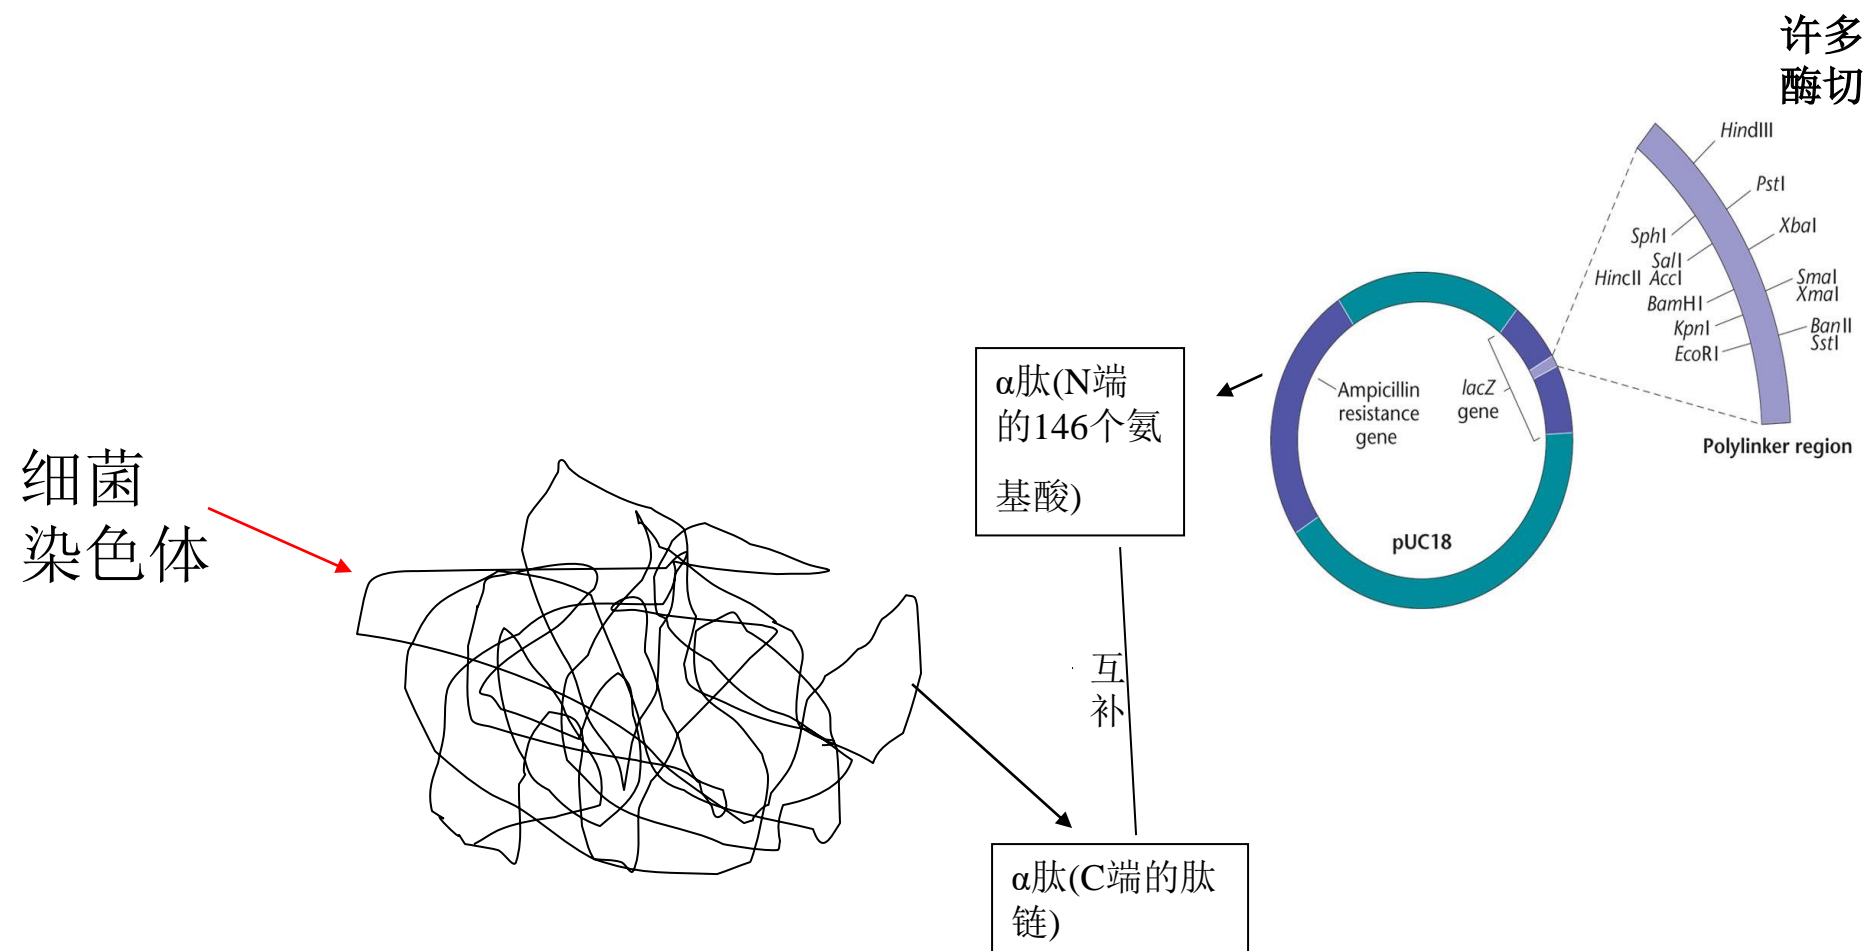 许多
酶切
HindIII
PstI
XbaI
SphI
SalI
HincII AccI
SmaI
XmaI
BamHI
KpnI
BanII
SstI
EcoRI
Polylinker region
α肽(N端
的146个氨
基酸)
Ampicillin
resistance
gene
lacZ
gene
pUC18
细菌
染色体
互
补
α肽(C端的肽
链)